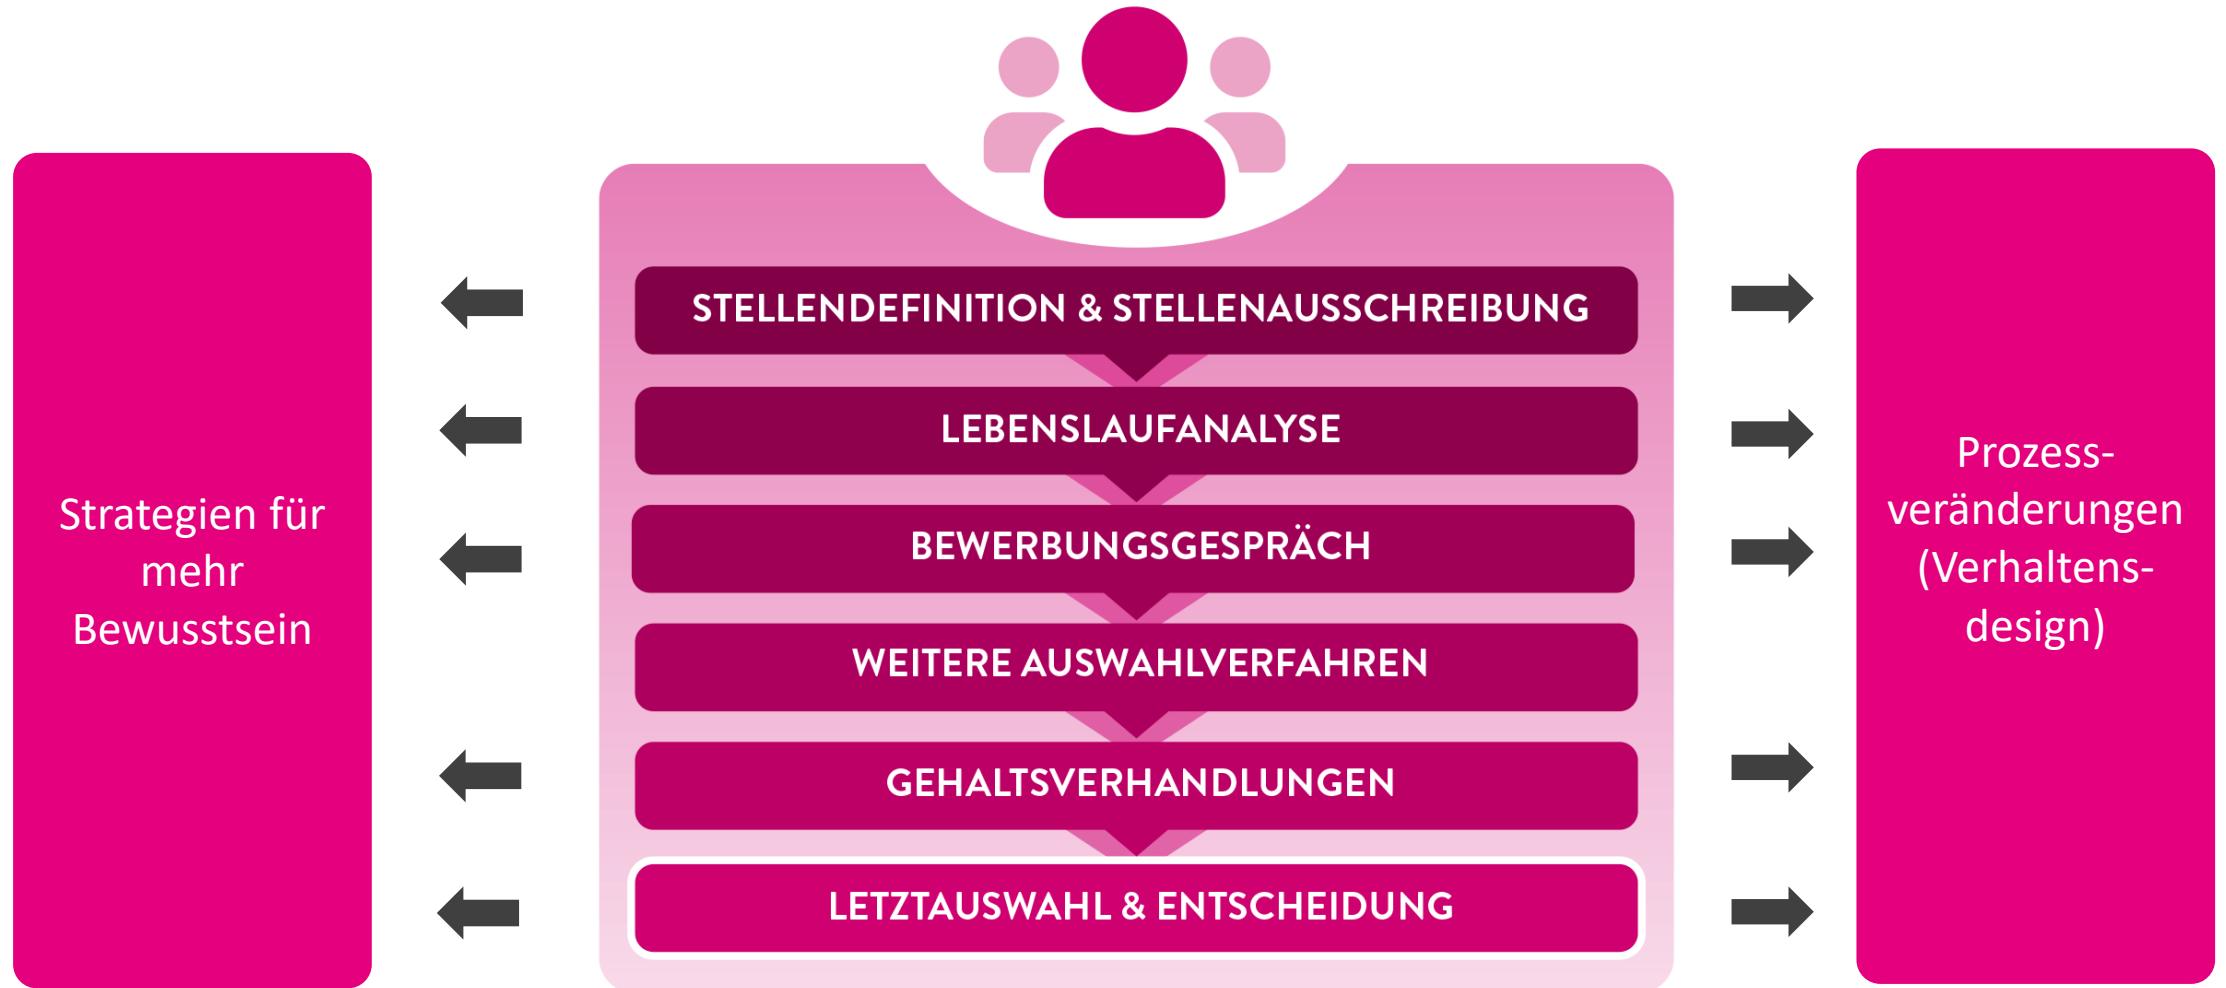 Strategien für
mehr
Bewusstsein
STELLENDEFINITION & STELLENAUSSCHREIBUNG
LEBENSLAUFANALYSE
BEWERBUNGSGESPRÄCH
WEITERE AUSWAHLVERFAHREN
GEHALTSVERHANDLUNGEN
LETZTAUSWAHL & ENTSCHEIDUNG
Prozess-
veränderungen
(Verhaltens-
design)